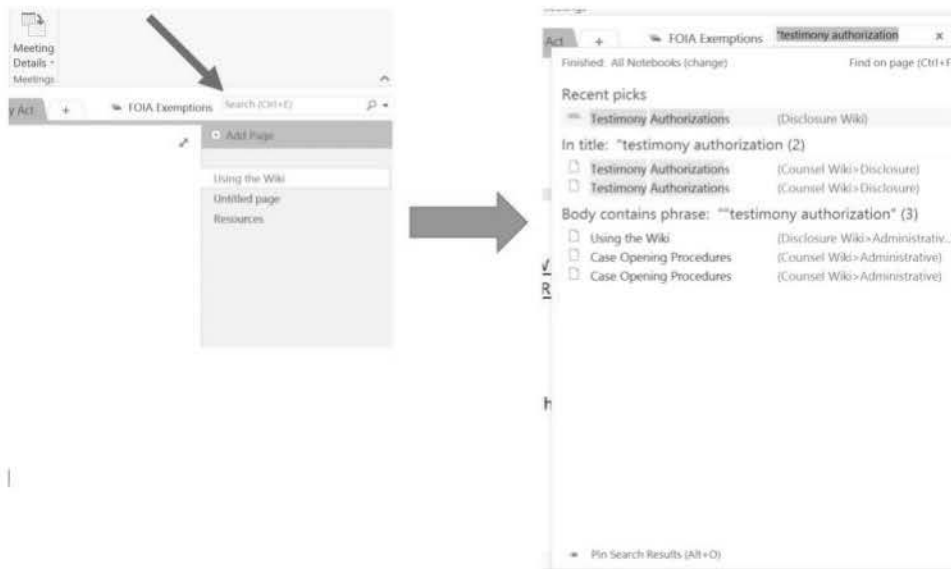 Meeting
Details
Meetings
y Act + FOIA Exemptions Search (Ctrl+E)
Add Page
Using the Wiki
Untitled page
Resources
Act + FOIA Exemptions "testimony authorization x
Finished: All Notebooks (change) Find on page (Ctrl+F
Recent picks
Testimony Authorizations (Disclosure Wiki)
In title: "testimony authorization (2)
Testimony Authorizations (Counsel Wiki>Disclosure)
Testimony Authorizations (Counsel Wiki>Disclosure)
Body contains phrase: ""testimony authorization" (3)
Using the Wiki (Disclosure Wiki>Administrativ...
Case Opening Procedures (Counsel Wiki>Administrative)
Case Opening Procedures (Counsel Wiki>Administrative)
V
R
h
Pin Search Results (Alt+O)